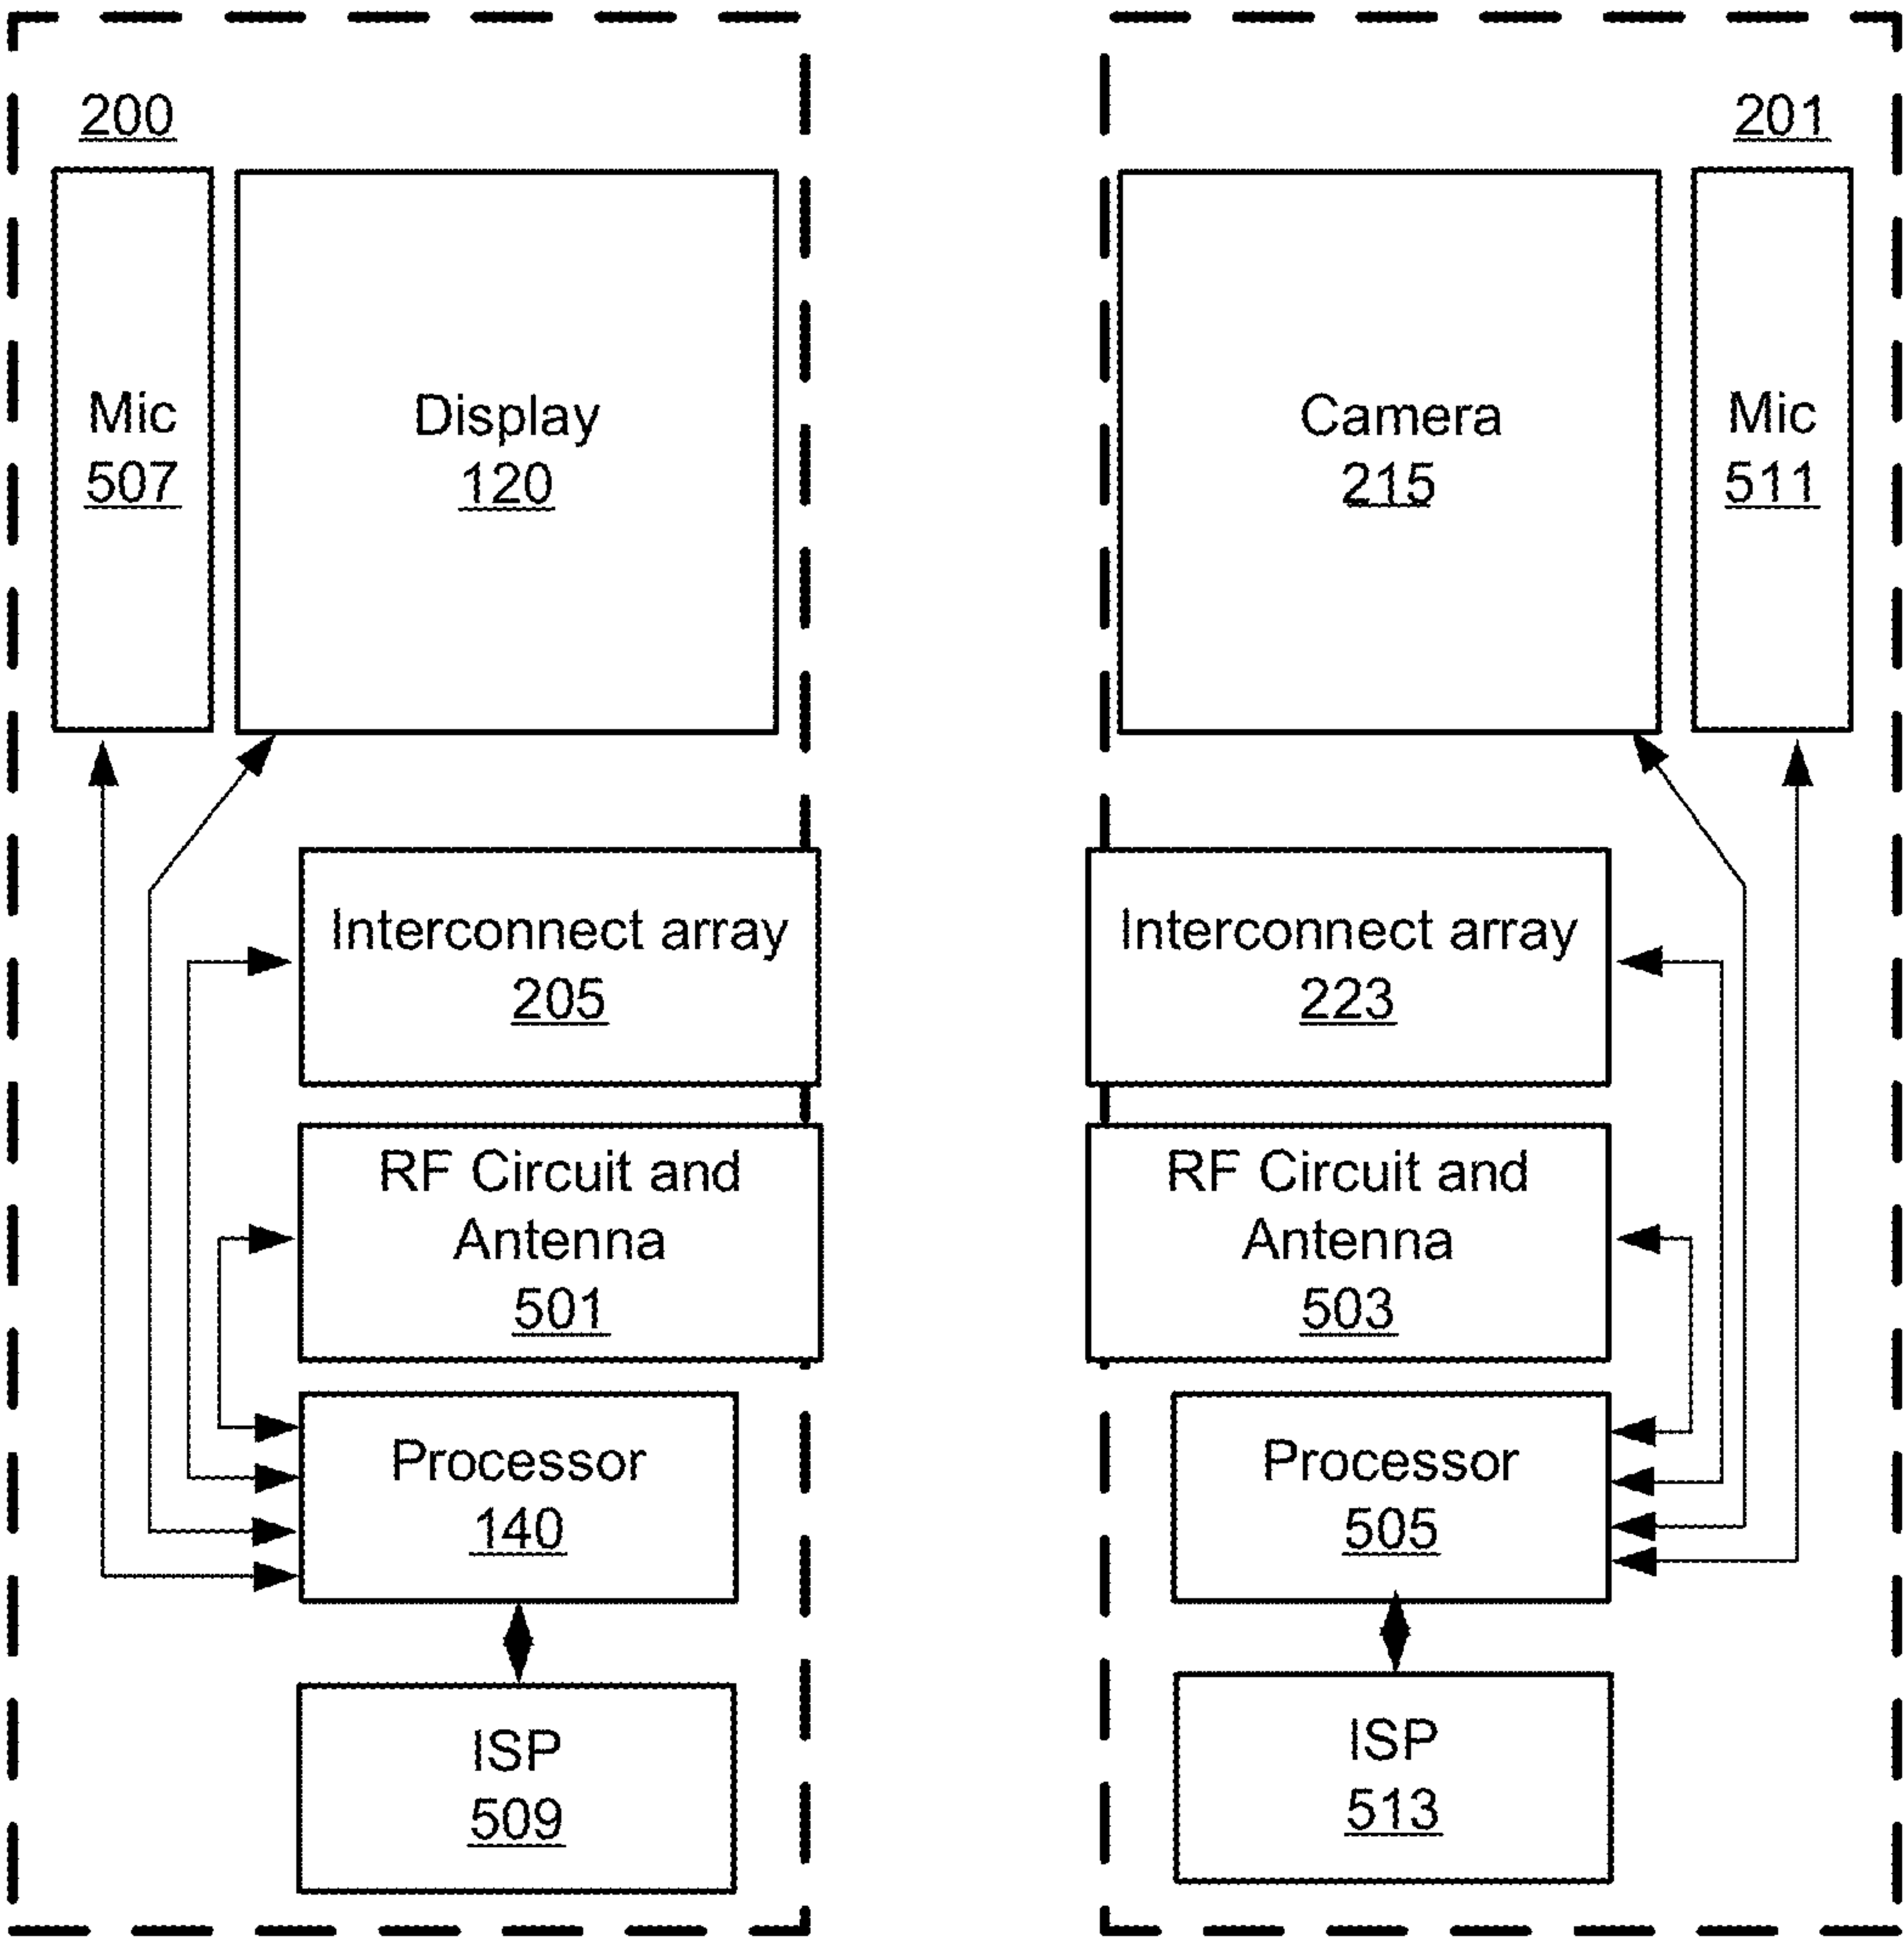 200
Mic
507
Display
120
Interconnect array
205
RF Circuit and
Antenna
501
Processor
140
ISP
509
201
Camera
215
Mic
511
Interconnect array
223
RF Circuit and
Antenna
503
Processor
505
ISP
513